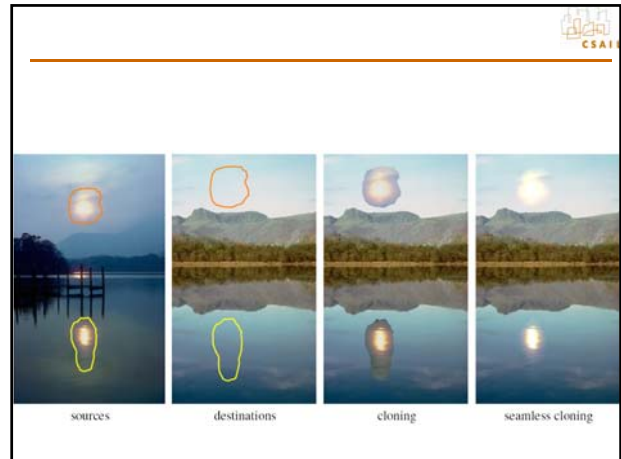 CSAIL
sources
destinations
cloning
seamless cloning